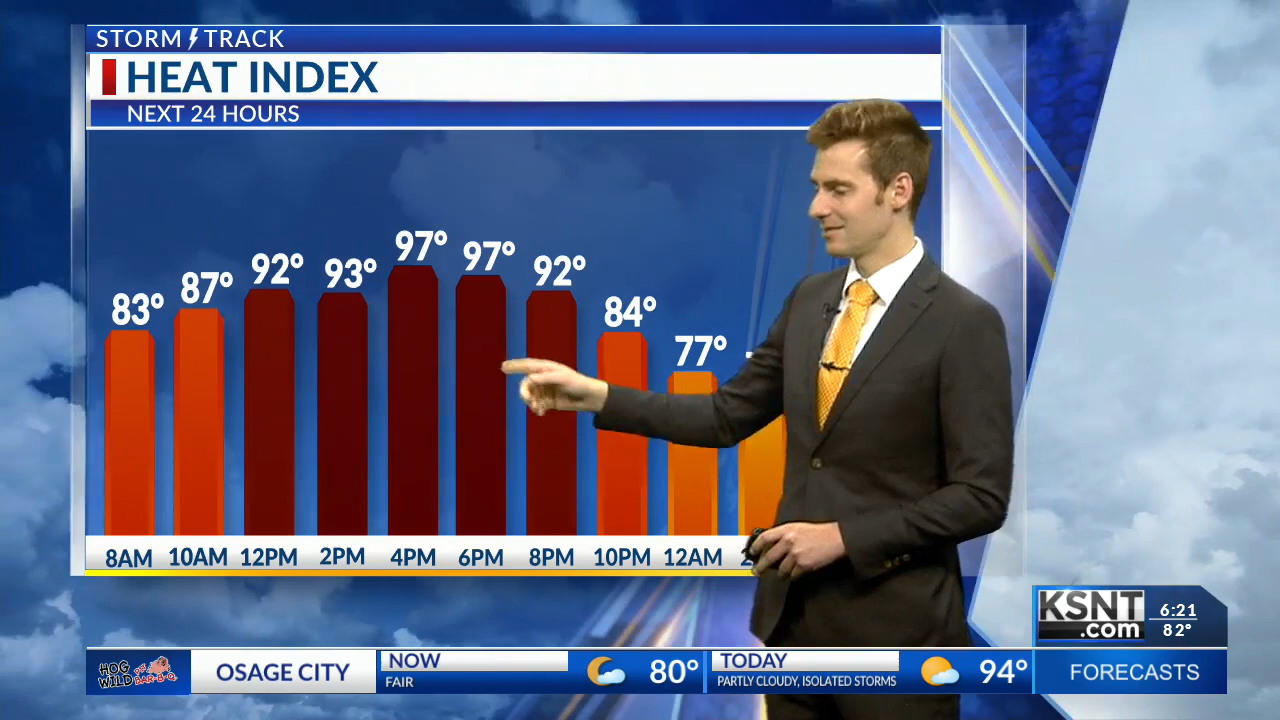 STORM TRACK
HEAT INDEX
NEXT 24 HOURS
83° 87° 92° 93° 97° 97° 92° 84° 77°
8AM 10AM 12PM 2PM 4PM 6PM 8PM 10PM 12AM
KSNT
.com
6:21
82°
HOG WILD PIT BAR-B-Q
OSAGE CITY
NOW
FAIR
80°
TODAY
PARTLY CLOUDY, ISOLATED STORMS
94°
FORECASTS